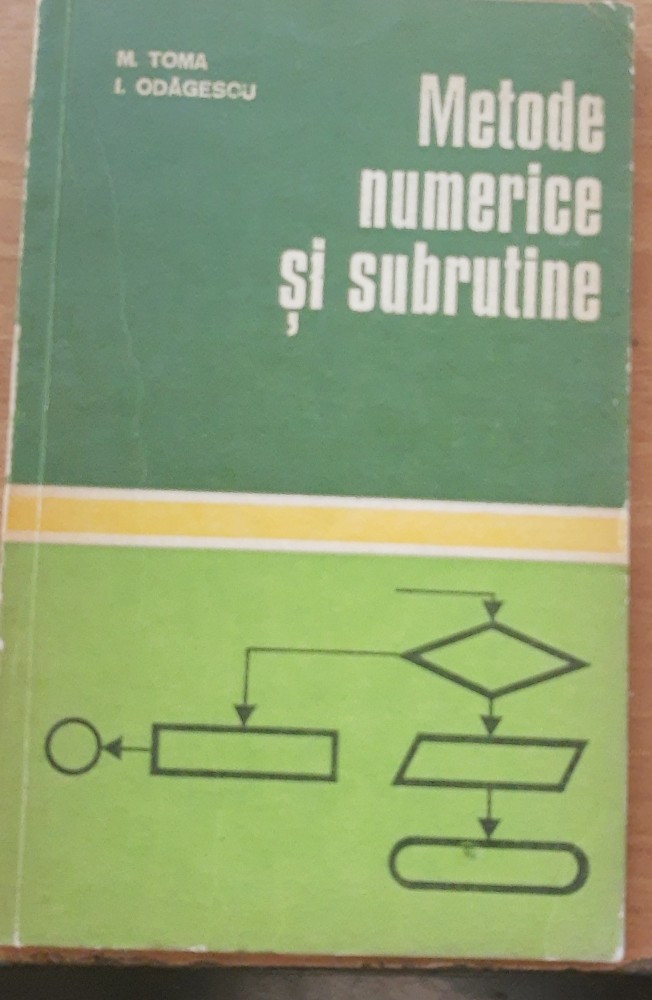 M. TOMA
I. ODĂGESCU
Metode
numerice
și subrutine